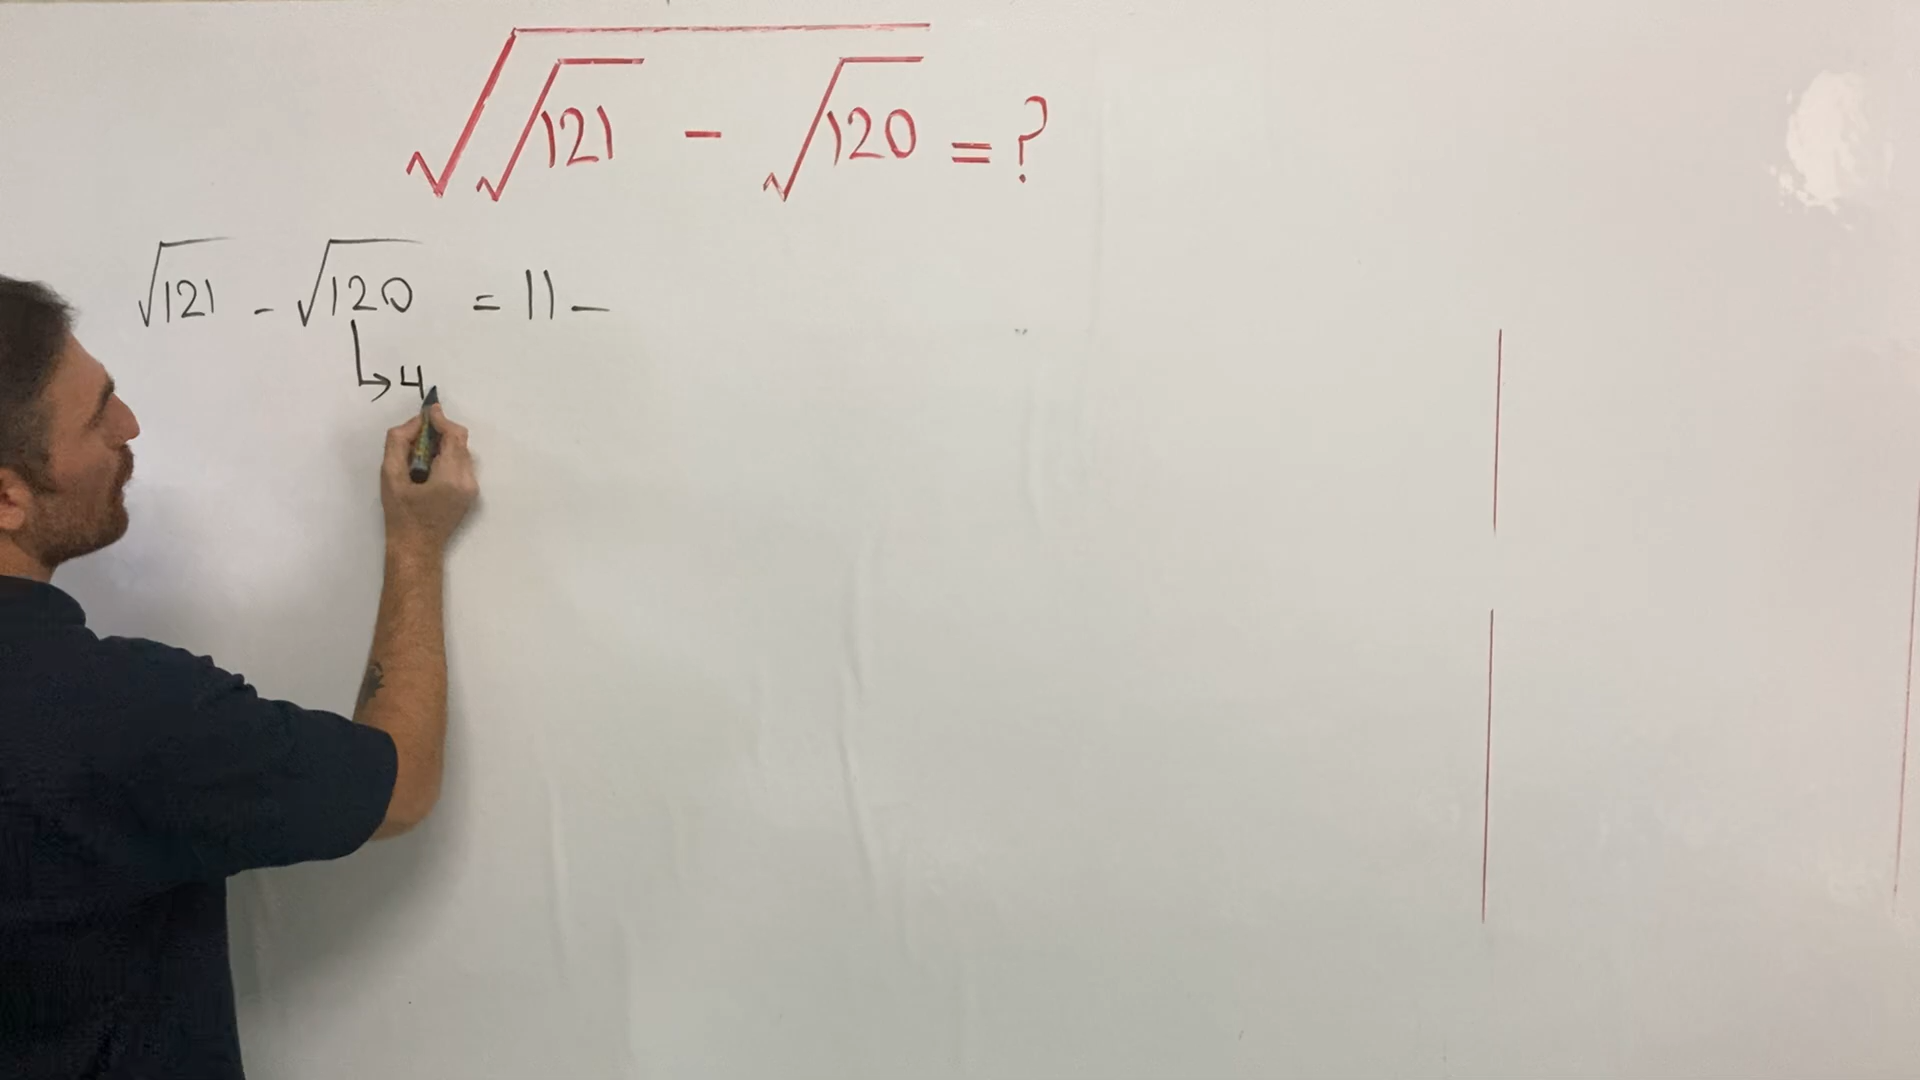 √(√121 - √120) = ?
√121 - √120 = 11 -
↳ 4